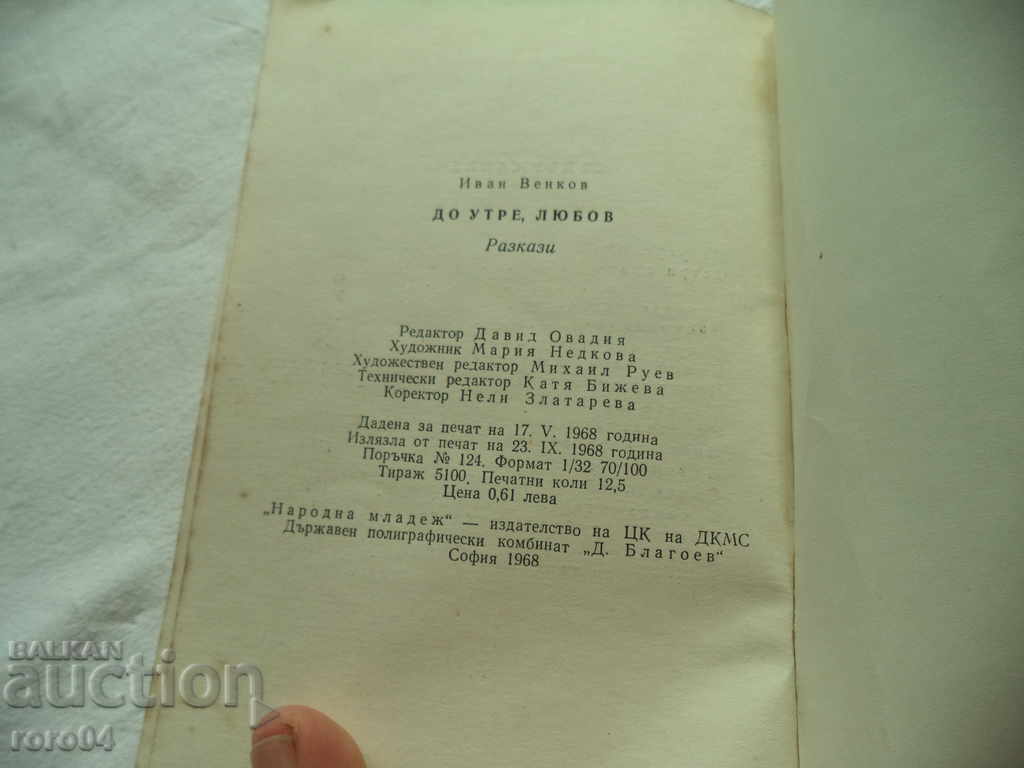 Иван Венков
ДО УТРЕ, ЛЮБОВ
Разкази
Редактор Давид Овадия
Художник Мария Недкова
Художествен редактор Михаил Руев
Технически редактор Катя Бижева
Коректор Нели Златарева
Дадена за печат на 17. V. 1968 година
Излязла от печат на 23. IX. 1968 година
Поръчка № 124. Формат 1/32 70/100
Тираж 5100. Печатни коли 12,5
Цена 0,61 лева
„Народна младеж“ — издателство на ЦК на ДКМС
Държавен полиграфически комбинат „Д. Благоев“
София 1968
BALKAN
auction
roro04